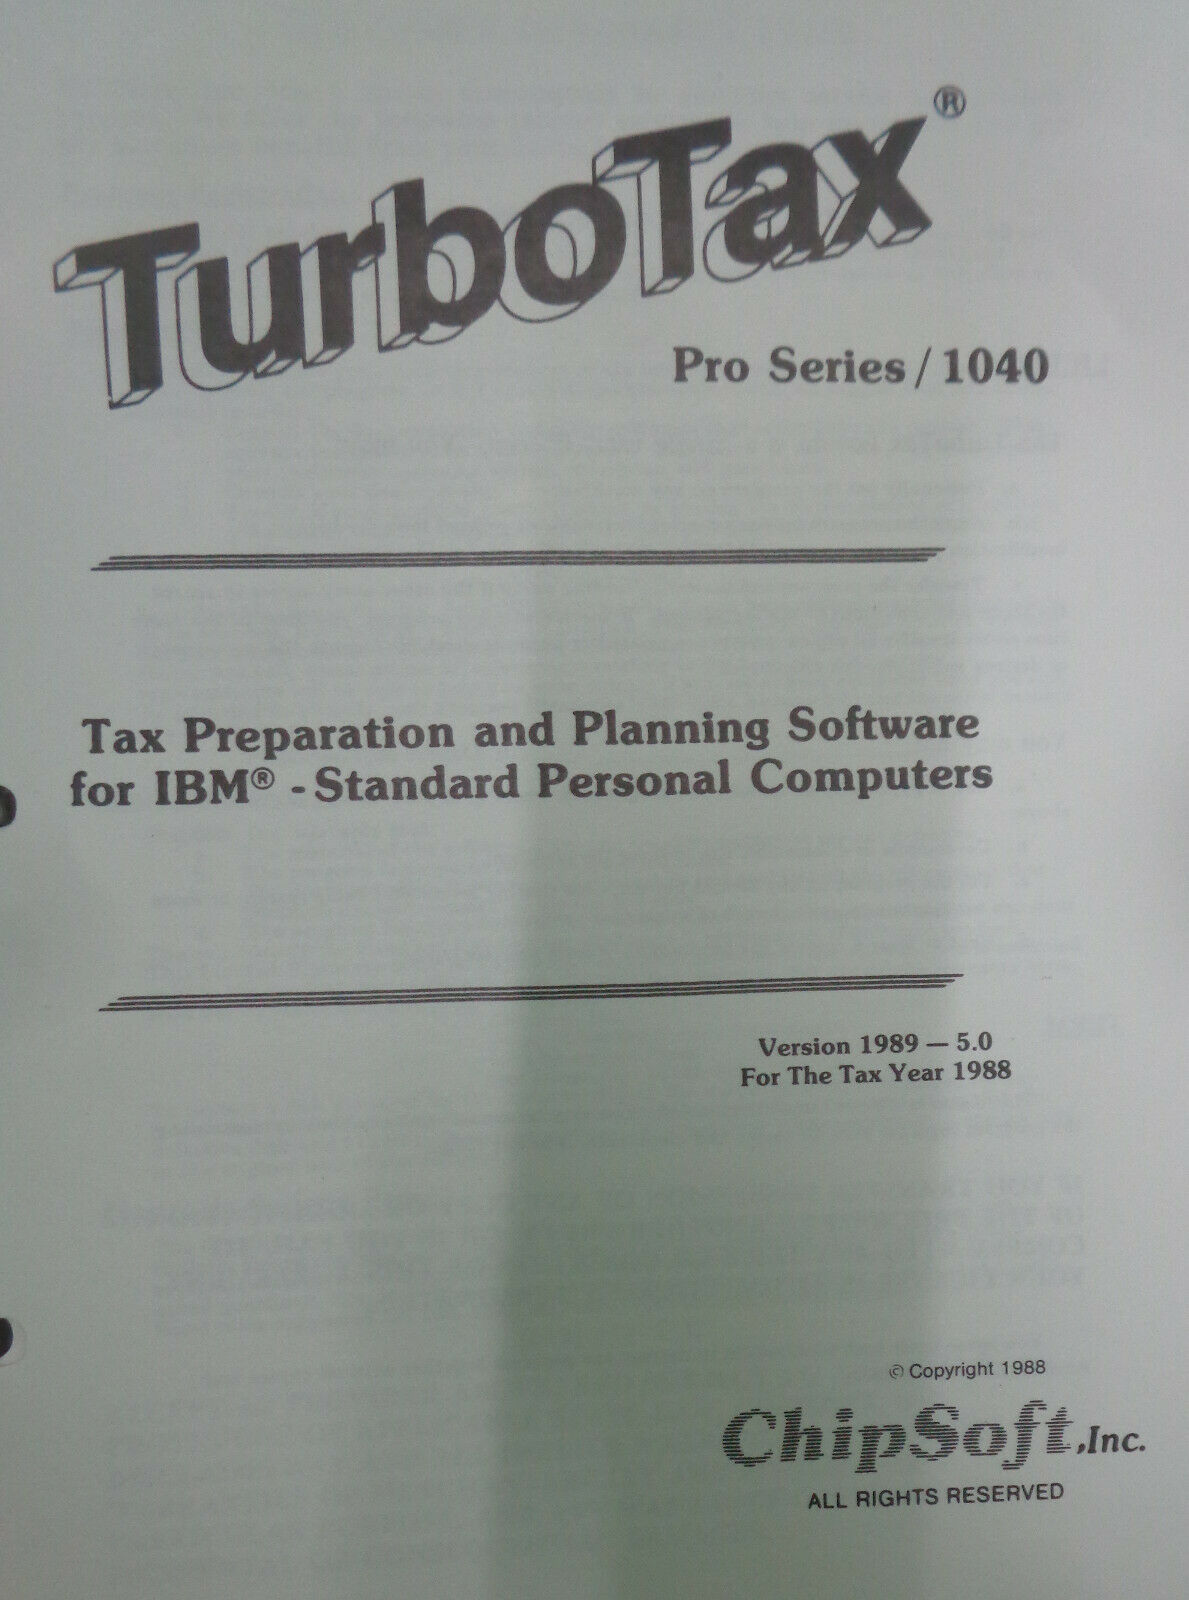 TurboTax®
Pro Series / 1040
Tax Preparation and Planning Software
for IBM® - Standard Personal Computers
Version 1989 — 5.0
For The Tax Year 1988
© Copyright 1988
ChipSoft, Inc.
ALL RIGHTS RESERVED